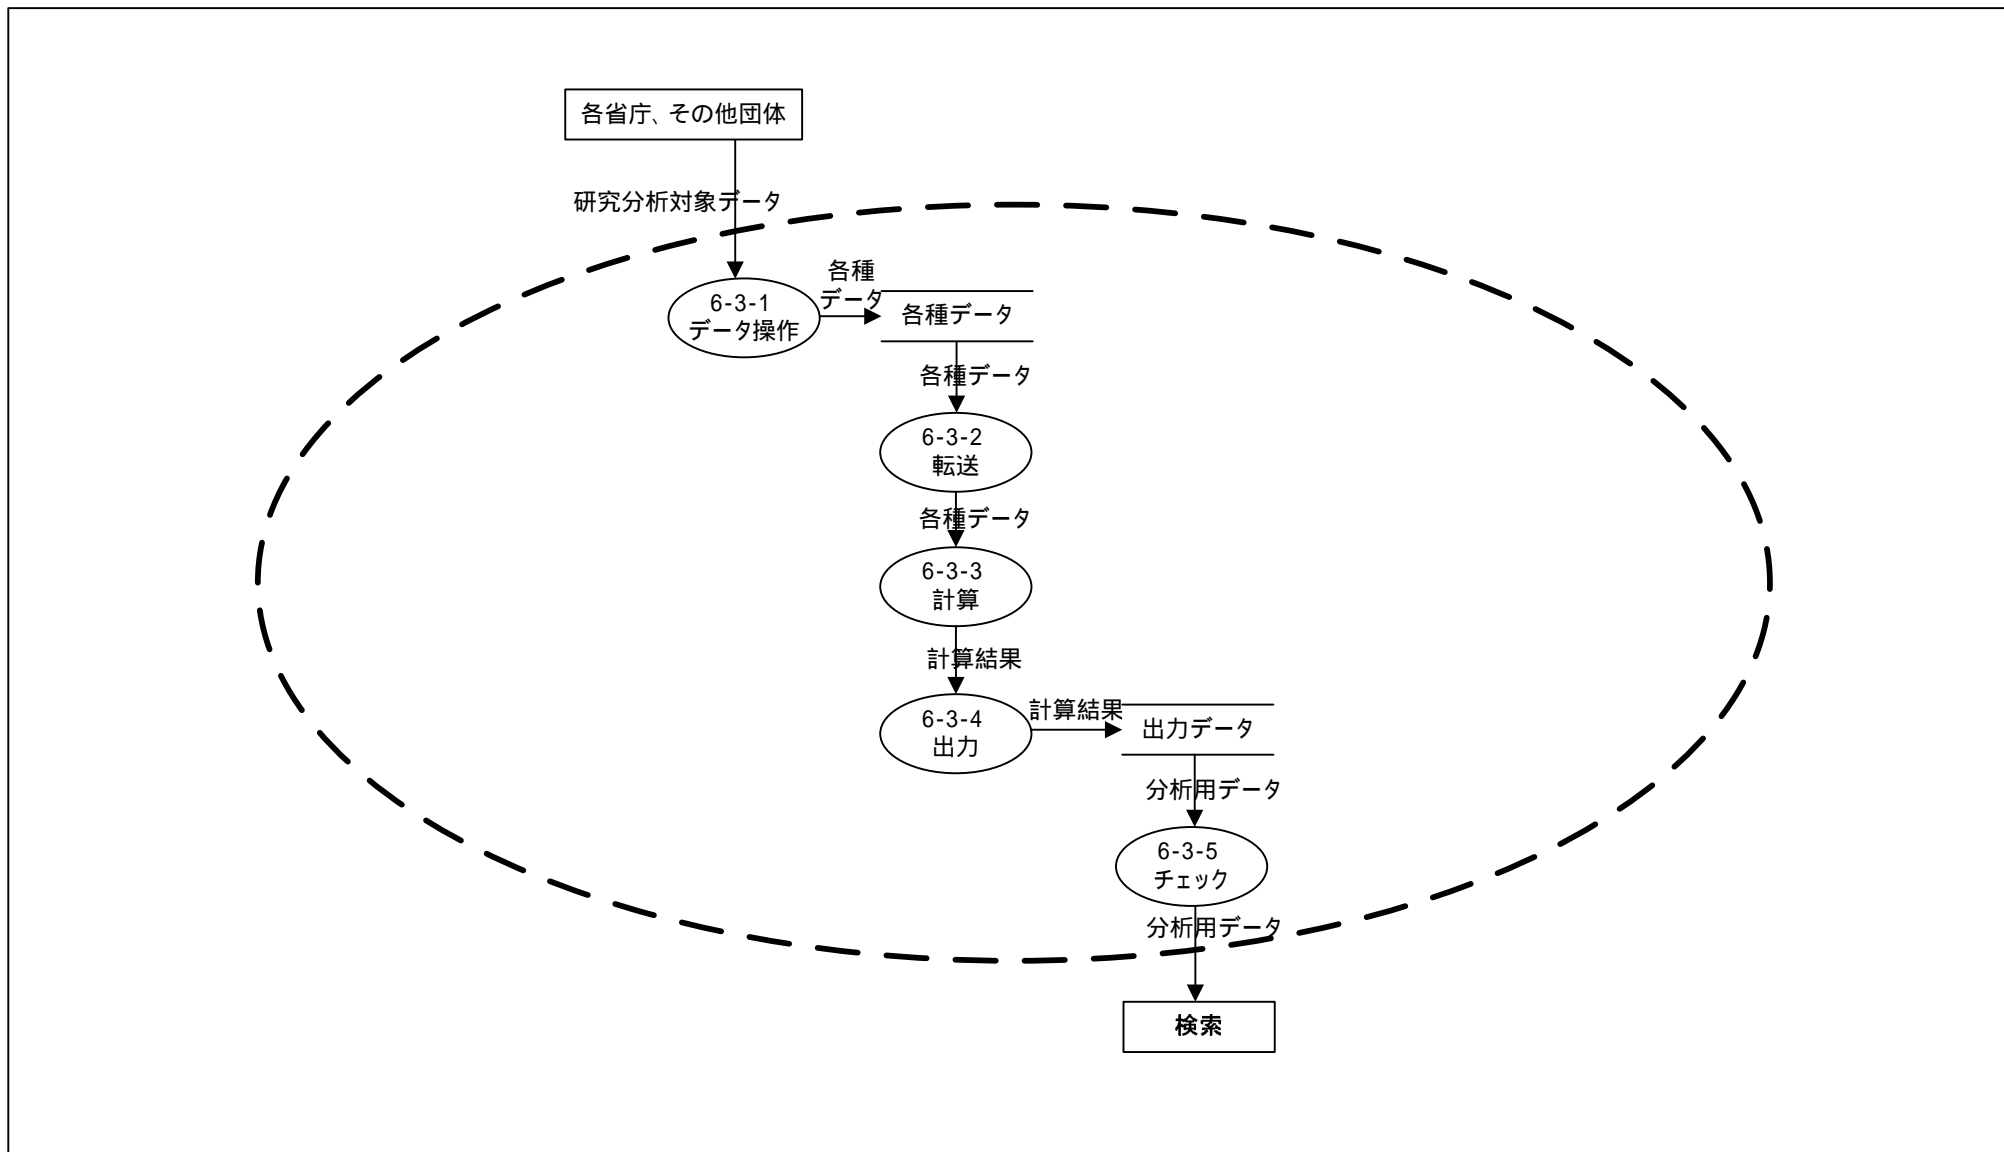 各省庁、その他団体
研究分析対象データ
各種
データ
6-3-1
データ操作
各種データ
各種データ
6-3-2
転送
各種データ
6-3-3
計算
計算結果
6-3-4
出力
計算結果
出力データ
分析用データ
6-3-5
チェック
分析用データ
検索